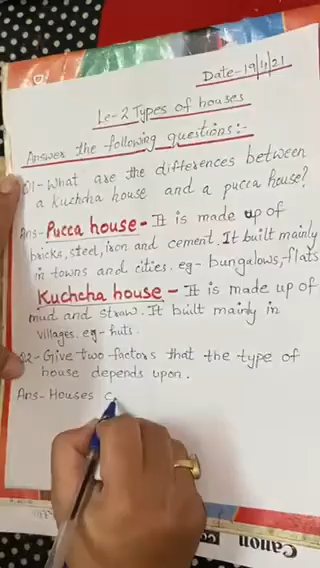 Date-19/4/21
Le-2 Types of houses
Answer the following questions:-
Q1-What are the differences between
a kuchcha house and a pucca house?
Ans- Pucca house - It is made up of
bricks, steel, iron and cement. It built mainly
in towns and cities. eg- bungalows, flats
Kuchcha house - It is made up of
mud and straw. It built mainly in
villages. eg- huts.
Q2- Give two factors that the type of
house depends upon.
Ans- Houses c
Canon